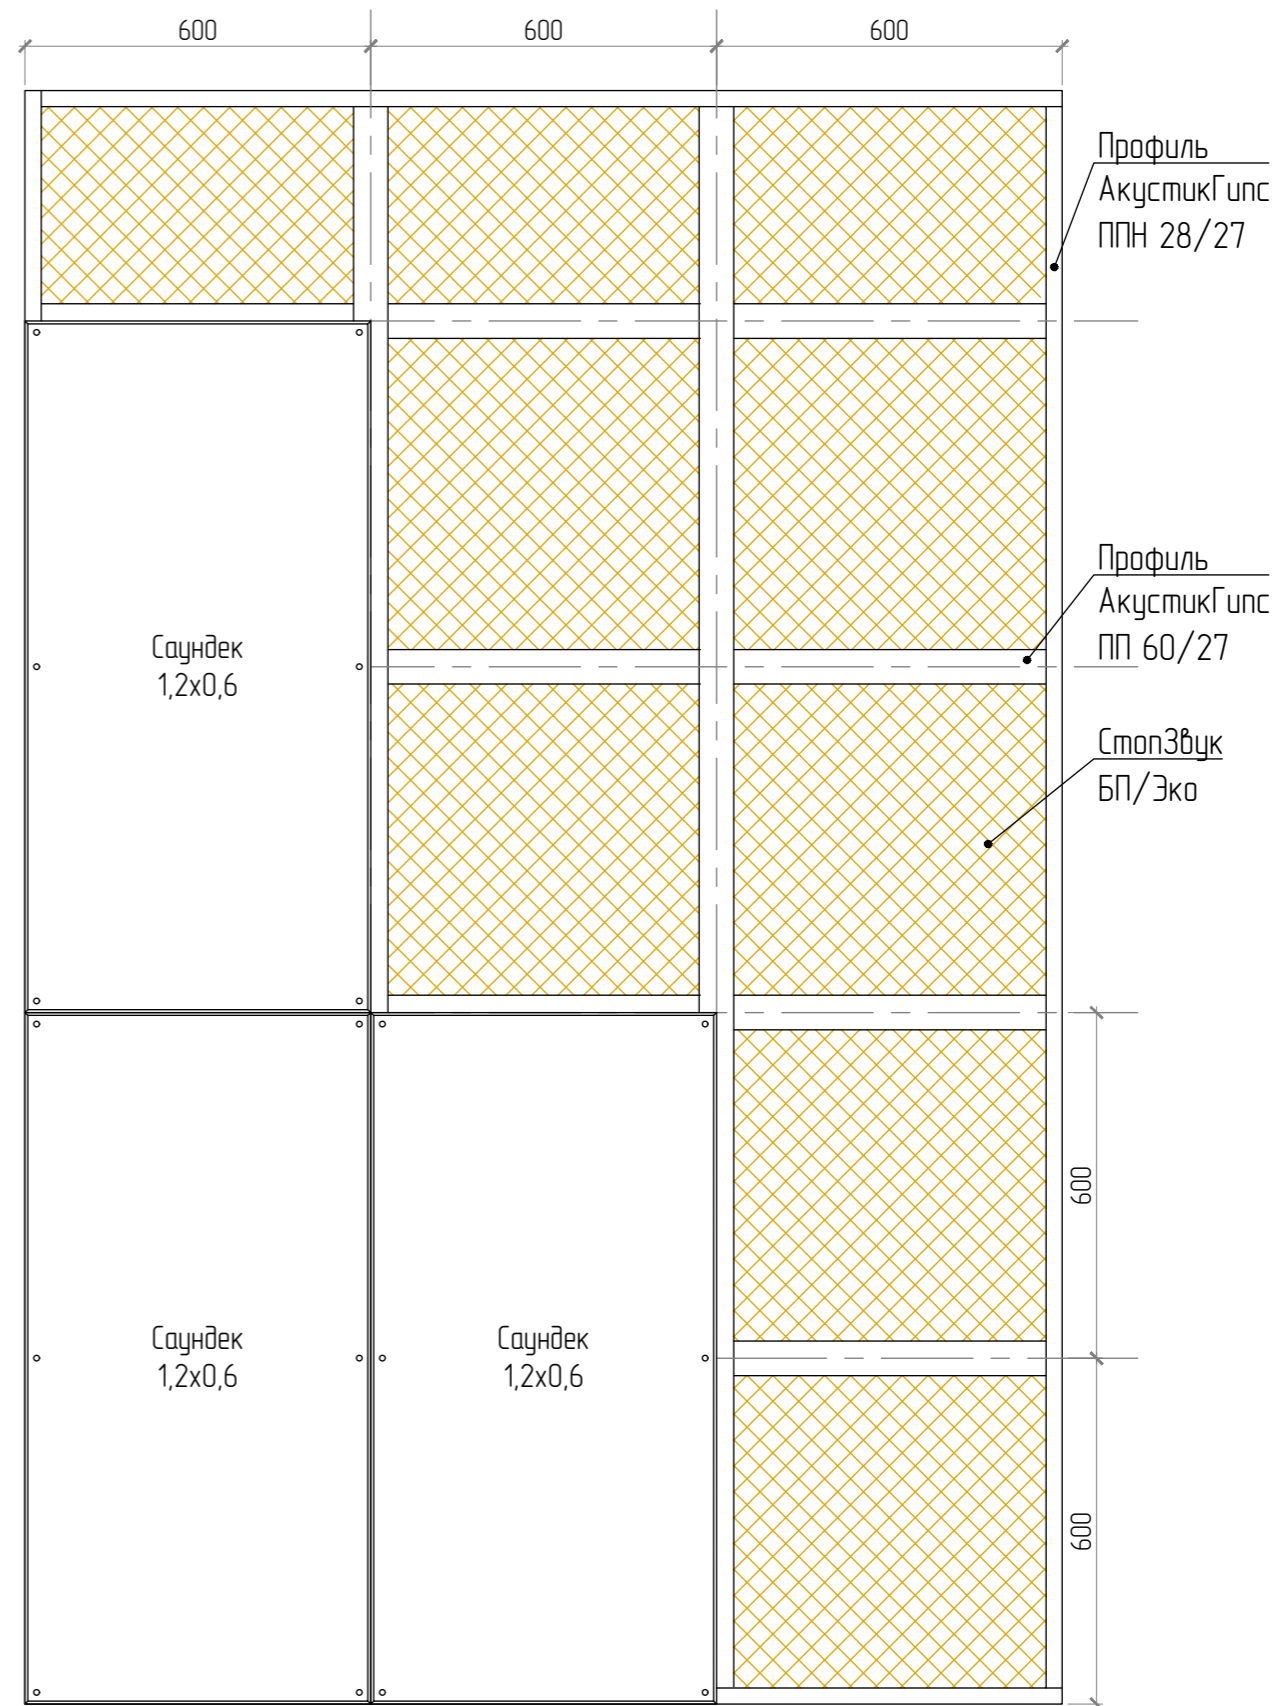 600
600
600
Профиль
АкустикГипс
ППН 28/27
Профиль
АкустикГипс
ПП 60/27
Саундек
1,2х0,6
СтопЗвук
БП/Эко
600
Саундек
1,2х0,6
Саундек
1,2х0,6
600